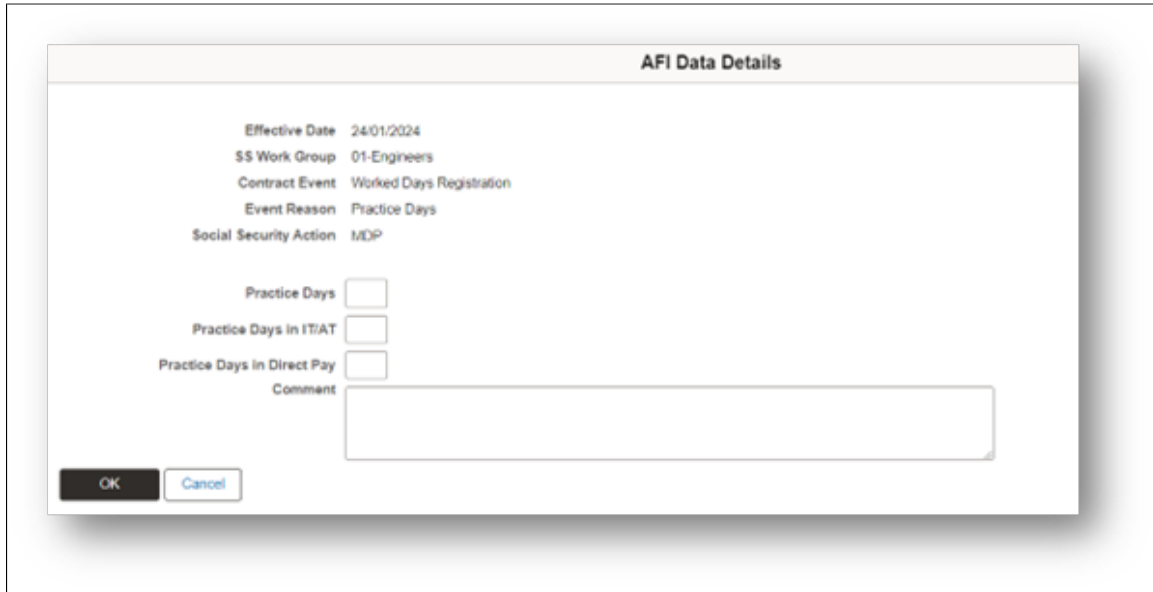 AFI Data Details
Effective Date 24/01/2024
SS Work Group 01-Engineers
Contract Event Worked Days Registration
Event Reason Practice Days
Social Security Action MDP
Practice Days
Practice Days in IT/AT
Practice Days in Direct Pay
Comment
OK Cancel